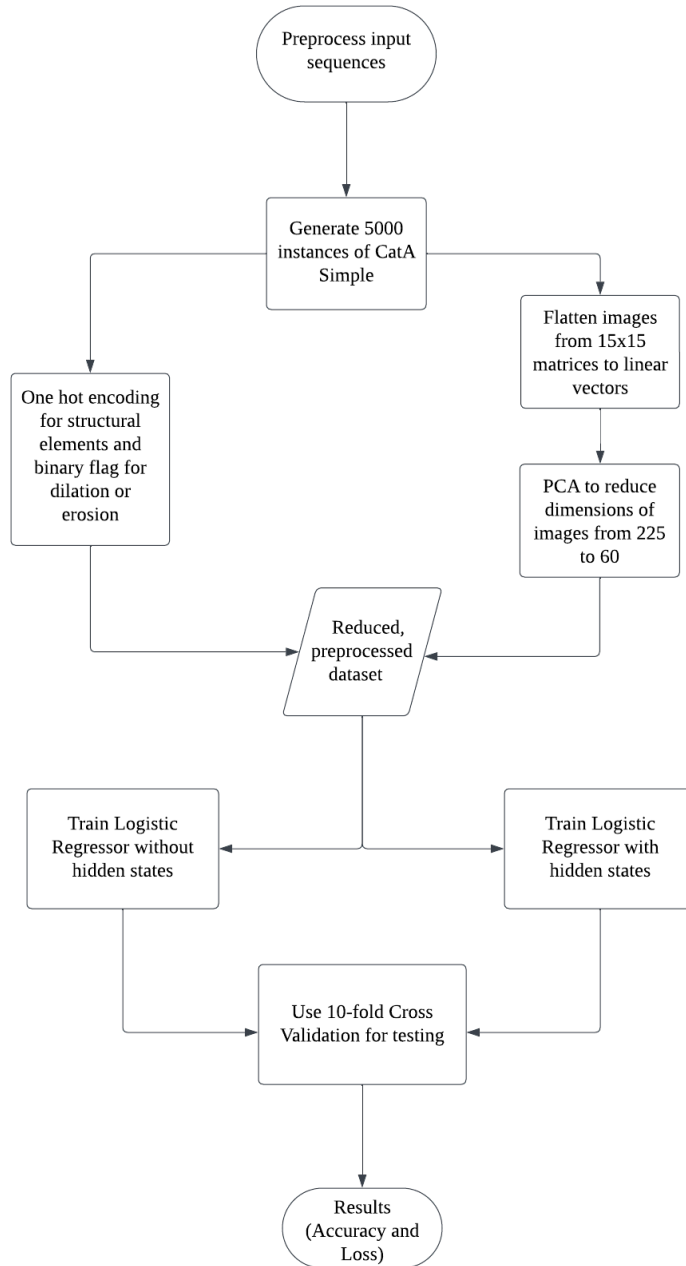 Preprocess input
sequences
Generate 5000
instances of CatA
Simple
Flatten images
from 15x15
matrices to linear
vectors
One hot encoding
for structural
elements and
binary flag for
dilation or
erosion
PCA to reduce
dimensions of
images from 225
to 60
Reduced,
preprocessed
dataset
Train Logistic
Regressor without
hidden states
Train Logistic
Regressor with
hidden states
Use 10-fold Cross
Validation for testing
Results
(Accuracy and
Loss)